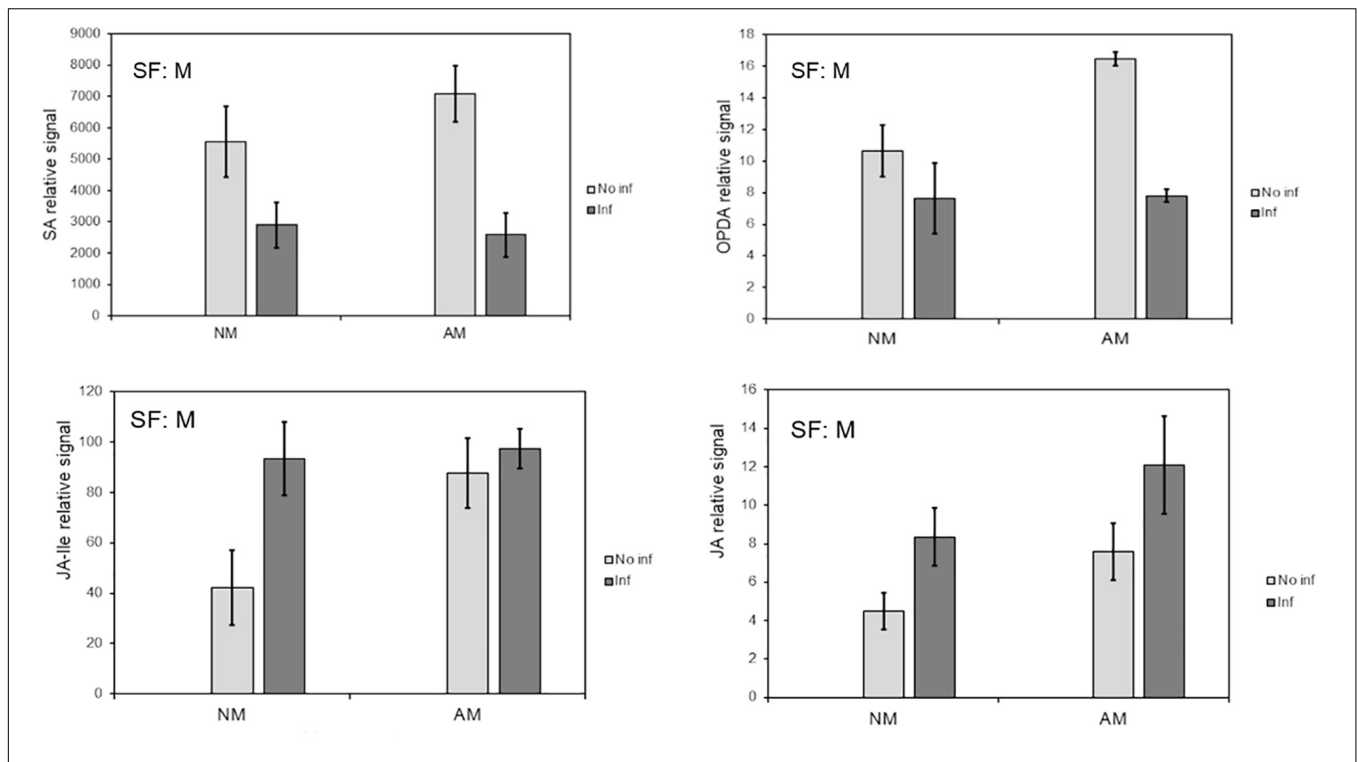 SF: M
SA relative signal
9000
8000
7000
6000
5000
4000
3000
2000
1000
0
NM AM
No inf
Inf
SF: M
OPDA relative signal
18
16
14
12
10
8
6
4
2
0
NM AM
No inf
Inf
SF: M
JA-Ile relative signal
120
100
80
60
40
20
0
NM AM
No inf
Inf
SF: M
JA relative signal
16
14
12
10
8
6
4
2
0
NM AM
No inf
Inf